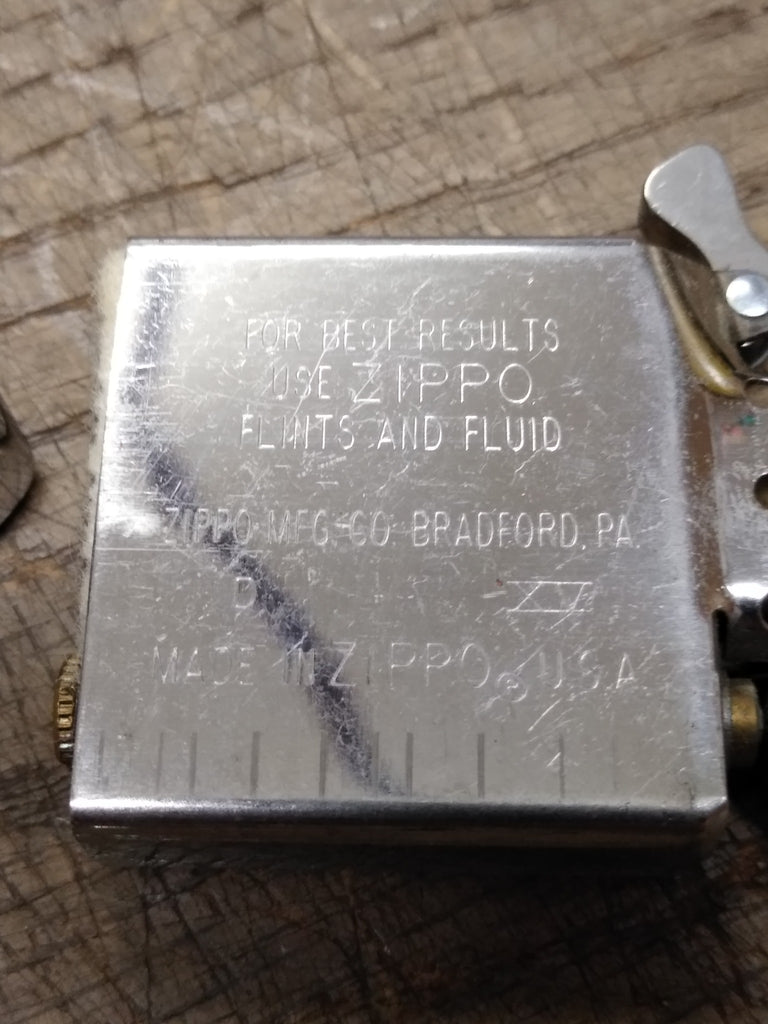 FOR BEST RESULTS
USE ZIPPO
FLINTS AND FLUID
ZIPPO MFG. CO. BRADFORD, PA.
D XV
MADE IN ZIPPO® U.S.A